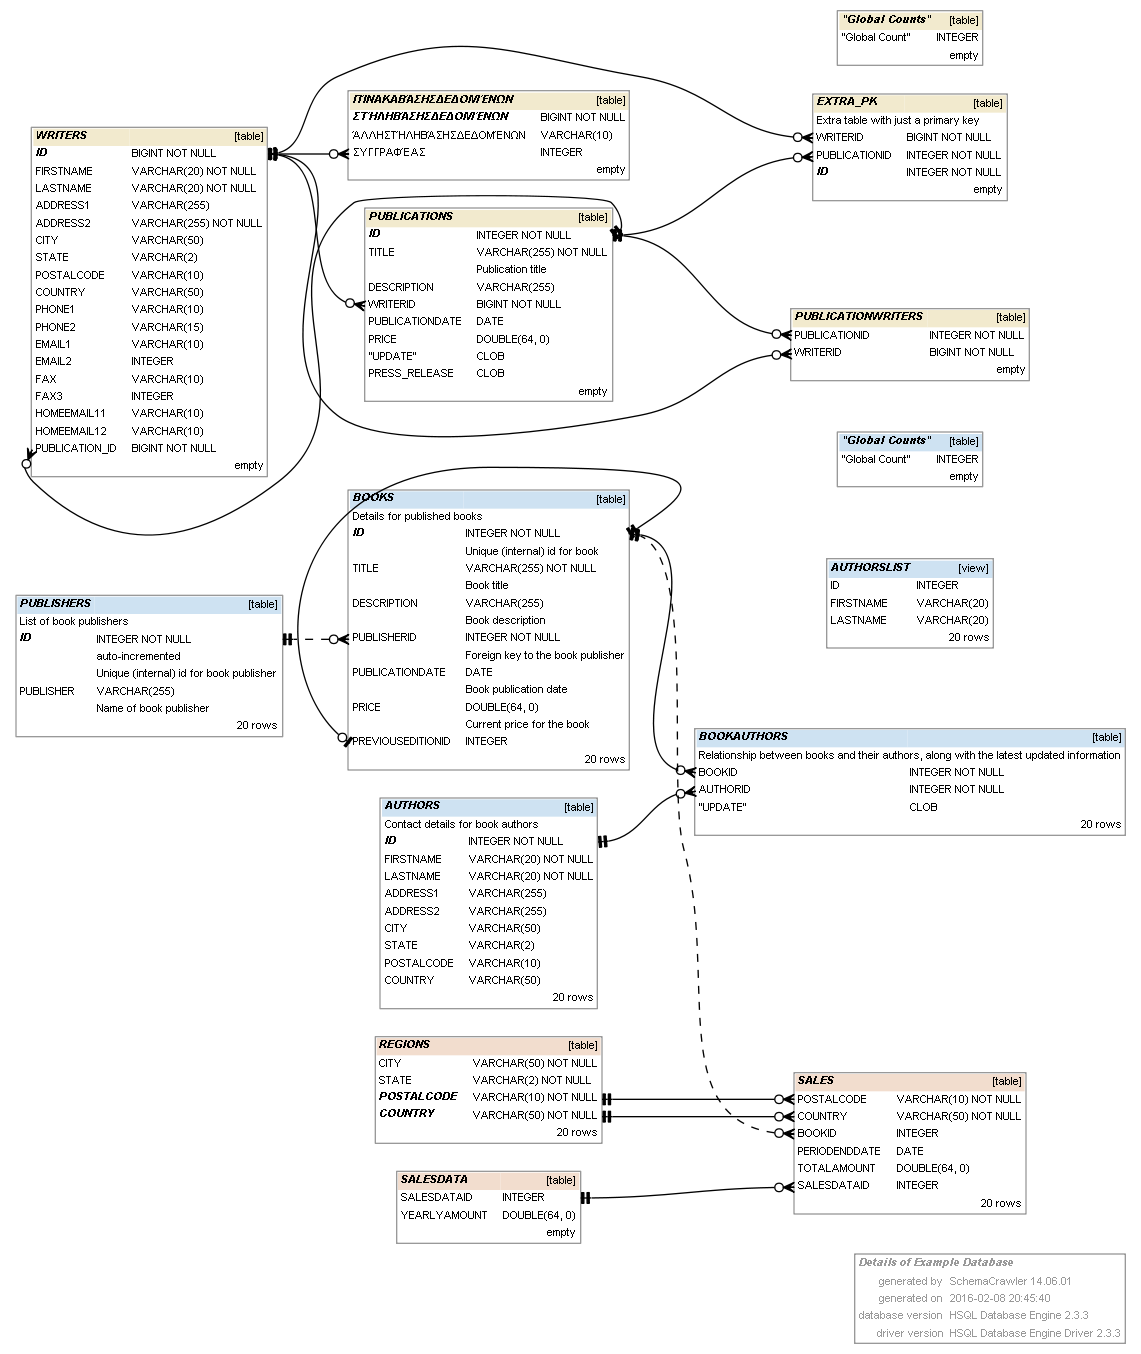 "Global Counts" [table]
"Global Count" INTEGER
empty
ΠΊΝΑΚΑΒΆΣΗΣΔΕΔΟΜΈΝΩΝ [table]
ΣΤΉΛΗΒΆΣΗΣΔΕΔΟΜΈΝΩΝ BIGINT NOT NULL
ΆΛΛΗΣΤΉΛΗΒΆΣΗΣΔΕΔΟΜΈΝΩΝ VARCHAR(10)
ΣΥΓΓΡΑΦΈΑΣ INTEGER
empty
EXTRA_PK [table]
Extra table with just a primary key
WRITERID BIGINT NOT NULL
PUBLICATIONID INTEGER NOT NULL
ID INTEGER NOT NULL
empty
WRITERS [table]
ID BIGINT NOT NULL
FIRSTNAME VARCHAR(20) NOT NULL
LASTNAME VARCHAR(20) NOT NULL
ADDRESS1 VARCHAR(255)
ADDRESS2 VARCHAR(255) NOT NULL
CITY VARCHAR(50)
STATE VARCHAR(2)
POSTALCODE VARCHAR(10)
COUNTRY VARCHAR(50)
PHONE1 VARCHAR(10)
PHONE2 VARCHAR(15)
EMAIL1 VARCHAR(10)
EMAIL2 INTEGER
FAX VARCHAR(10)
FAX3 INTEGER
HOMEEMAIL11 VARCHAR(10)
HOMEEMAIL12 VARCHAR(10)
PUBLICATION_ID BIGINT NOT NULL
empty
PUBLICATIONS [table]
ID INTEGER NOT NULL
TITLE VARCHAR(255) NOT NULL
Publication title
DESCRIPTION VARCHAR(255)
WRITERID BIGINT NOT NULL
PUBLICATIONDATE DATE
PRICE DOUBLE(64, 0)
"UPDATE" CLOB
PRESS_RELEASE CLOB
empty
PUBLICATIONWRITERS [table]
PUBLICATIONID INTEGER NOT NULL
WRITERID BIGINT NOT NULL
empty
"Global Counts" [table]
"Global Count" INTEGER
empty
BOOKS [table]
Details for published books
ID INTEGER NOT NULL
Unique (internal) id for book
TITLE VARCHAR(255) NOT NULL
Book title
DESCRIPTION VARCHAR(255)
Book description
PUBLISHERID INTEGER NOT NULL
Foreign key to the book publisher
PUBLICATIONDATE DATE
Book publication date
PRICE DOUBLE(64, 0)
Current price for the book
PREVIOUSEDITIONID INTEGER
20 rows
AUTHORSLIST [view]
ID INTEGER
FIRSTNAME VARCHAR(20)
LASTNAME VARCHAR(20)
20 rows
PUBLISHERS [table]
List of book publishers
ID INTEGER NOT NULL
auto-incremented
Unique (internal) id for book publisher
PUBLISHER VARCHAR(255)
Name of book publisher
20 rows
BOOKAUTHORS [table]
Relationship between books and their authors, along with the latest updated information
BOOKID INTEGER NOT NULL
AUTHORID INTEGER NOT NULL
"UPDATE" CLOB
20 rows
AUTHORS [table]
Contact details for book authors
ID INTEGER NOT NULL
FIRSTNAME VARCHAR(20) NOT NULL
LASTNAME VARCHAR(20) NOT NULL
ADDRESS1 VARCHAR(255)
ADDRESS2 VARCHAR(255)
CITY VARCHAR(50)
STATE VARCHAR(2)
POSTALCODE VARCHAR(10)
COUNTRY VARCHAR(50)
20 rows
REGIONS [table]
CITY VARCHAR(50) NOT NULL
STATE VARCHAR(2) NOT NULL
POSTALCODE VARCHAR(10) NOT NULL
COUNTRY VARCHAR(50) NOT NULL
20 rows
SALES [table]
POSTALCODE VARCHAR(10) NOT NULL
COUNTRY VARCHAR(50) NOT NULL
BOOKID INTEGER
PERIODENDDATE DATE
TOTALAMOUNT DOUBLE(64, 0)
SALESDATAID INTEGER
20 rows
SALESDATA [table]
SALESDATAID INTEGER
YEARLYAMOUNT DOUBLE(64, 0)
empty
Details of Example Database
generated by SchemaCrawler 14.06.01
generated on 2016-02-08 20:45:40
database version HSQL Database Engine 2.3.3
driver version HSQL Database Engine Driver 2.3.3